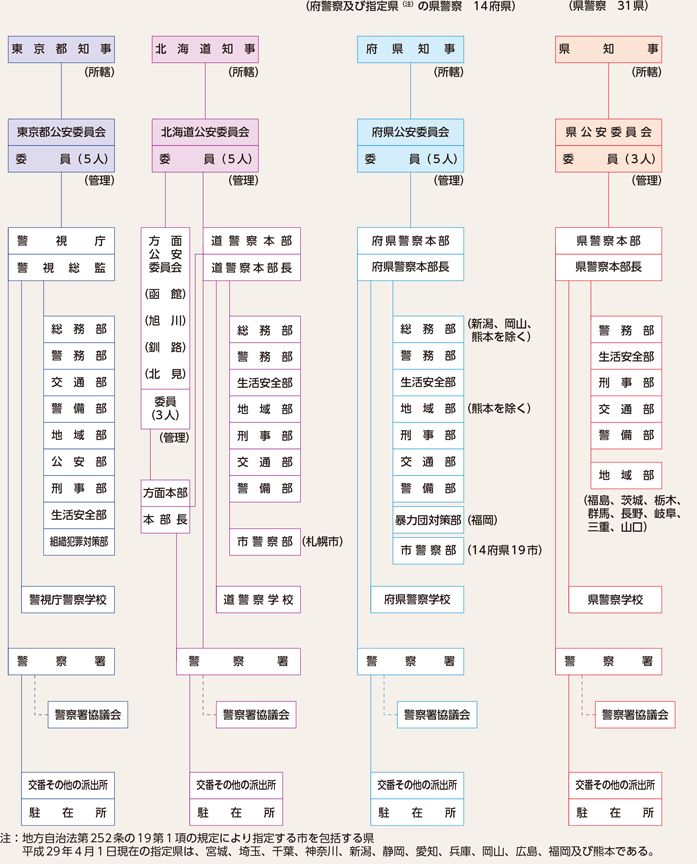 (府警察及び指定県(注)の県警察 14府県)
(県警察 31県)
東京都知事
(所轄)
東京都公安委員会
委員(5人)
(管理)
警視庁
警視総監
総務部
警務部
交通部
警備部
地域部
公安部
刑事部
生活安全部
組織犯罪対策部
警視庁警察学校
警察署
警察署協議会
交番その他の派出所
駐在所
北海道知事
(所轄)
北海道公安委員会
委員(5人)
(管理)
方面
公安
委員会
(函館)
(旭川)
(釧路)
(北見)
委員
(3人)
(管理)
方面本部
本部長
道警察本部
道警察本部長
総務部
警務部
生活安全部
地域部
刑事部
交通部
警備部
市警察部(札幌市)
道警察学校
警察署
警察署協議会
交番その他の派出所
駐在所
府県知事
(所轄)
府県公安委員会
委員(5人)
(管理)
府県警察本部
府県警察本部長
総務部(新潟、岡山、
熊本を除く)
警務部
生活安全部
地域部(熊本を除く)
刑事部
交通部
警備部
暴力団対策部(福岡)
市警察部(14府県19市)
府県警察学校
警察署
警察署協議会
交番その他の派出所
駐在所
県知事
(所轄)
県公安委員会
委員(3人)
(管理)
県警察本部
県警察本部長
警務部
生活安全部
刑事部
交通部
警備部
地域部
(福島、茨城、栃木、
群馬、長野、岐阜、
三重、山口)
県警察学校
警察署
警察署協議会
交番その他の派出所
駐在所
注:地方自治法第252条の19第1項の規定により指定する市を包括する県
平成29年4月1日現在の指定県は、宮城、埼玉、千葉、神奈川、新潟、静岡、愛知、兵庫、岡山、広島、福岡及び熊本である。